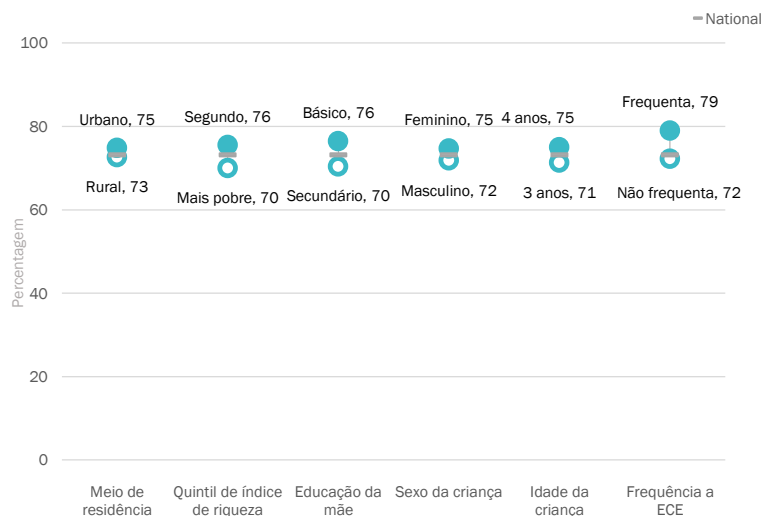 National
100
80
60
40
20
0
Percentagem
Urbano, 75
Rural, 73
Segundo, 76
Mais pobre, 70
Básico, 76
Secundário, 70
Feminino, 75
Masculino, 72
4 anos, 75
3 anos, 71
Frequenta, 79
Não frequenta, 72
Meio de
residência
Quintil de índice
de riqueza
Educação da
mãe
Sexo da criança
Idade da
criança
Frequência a
ECE